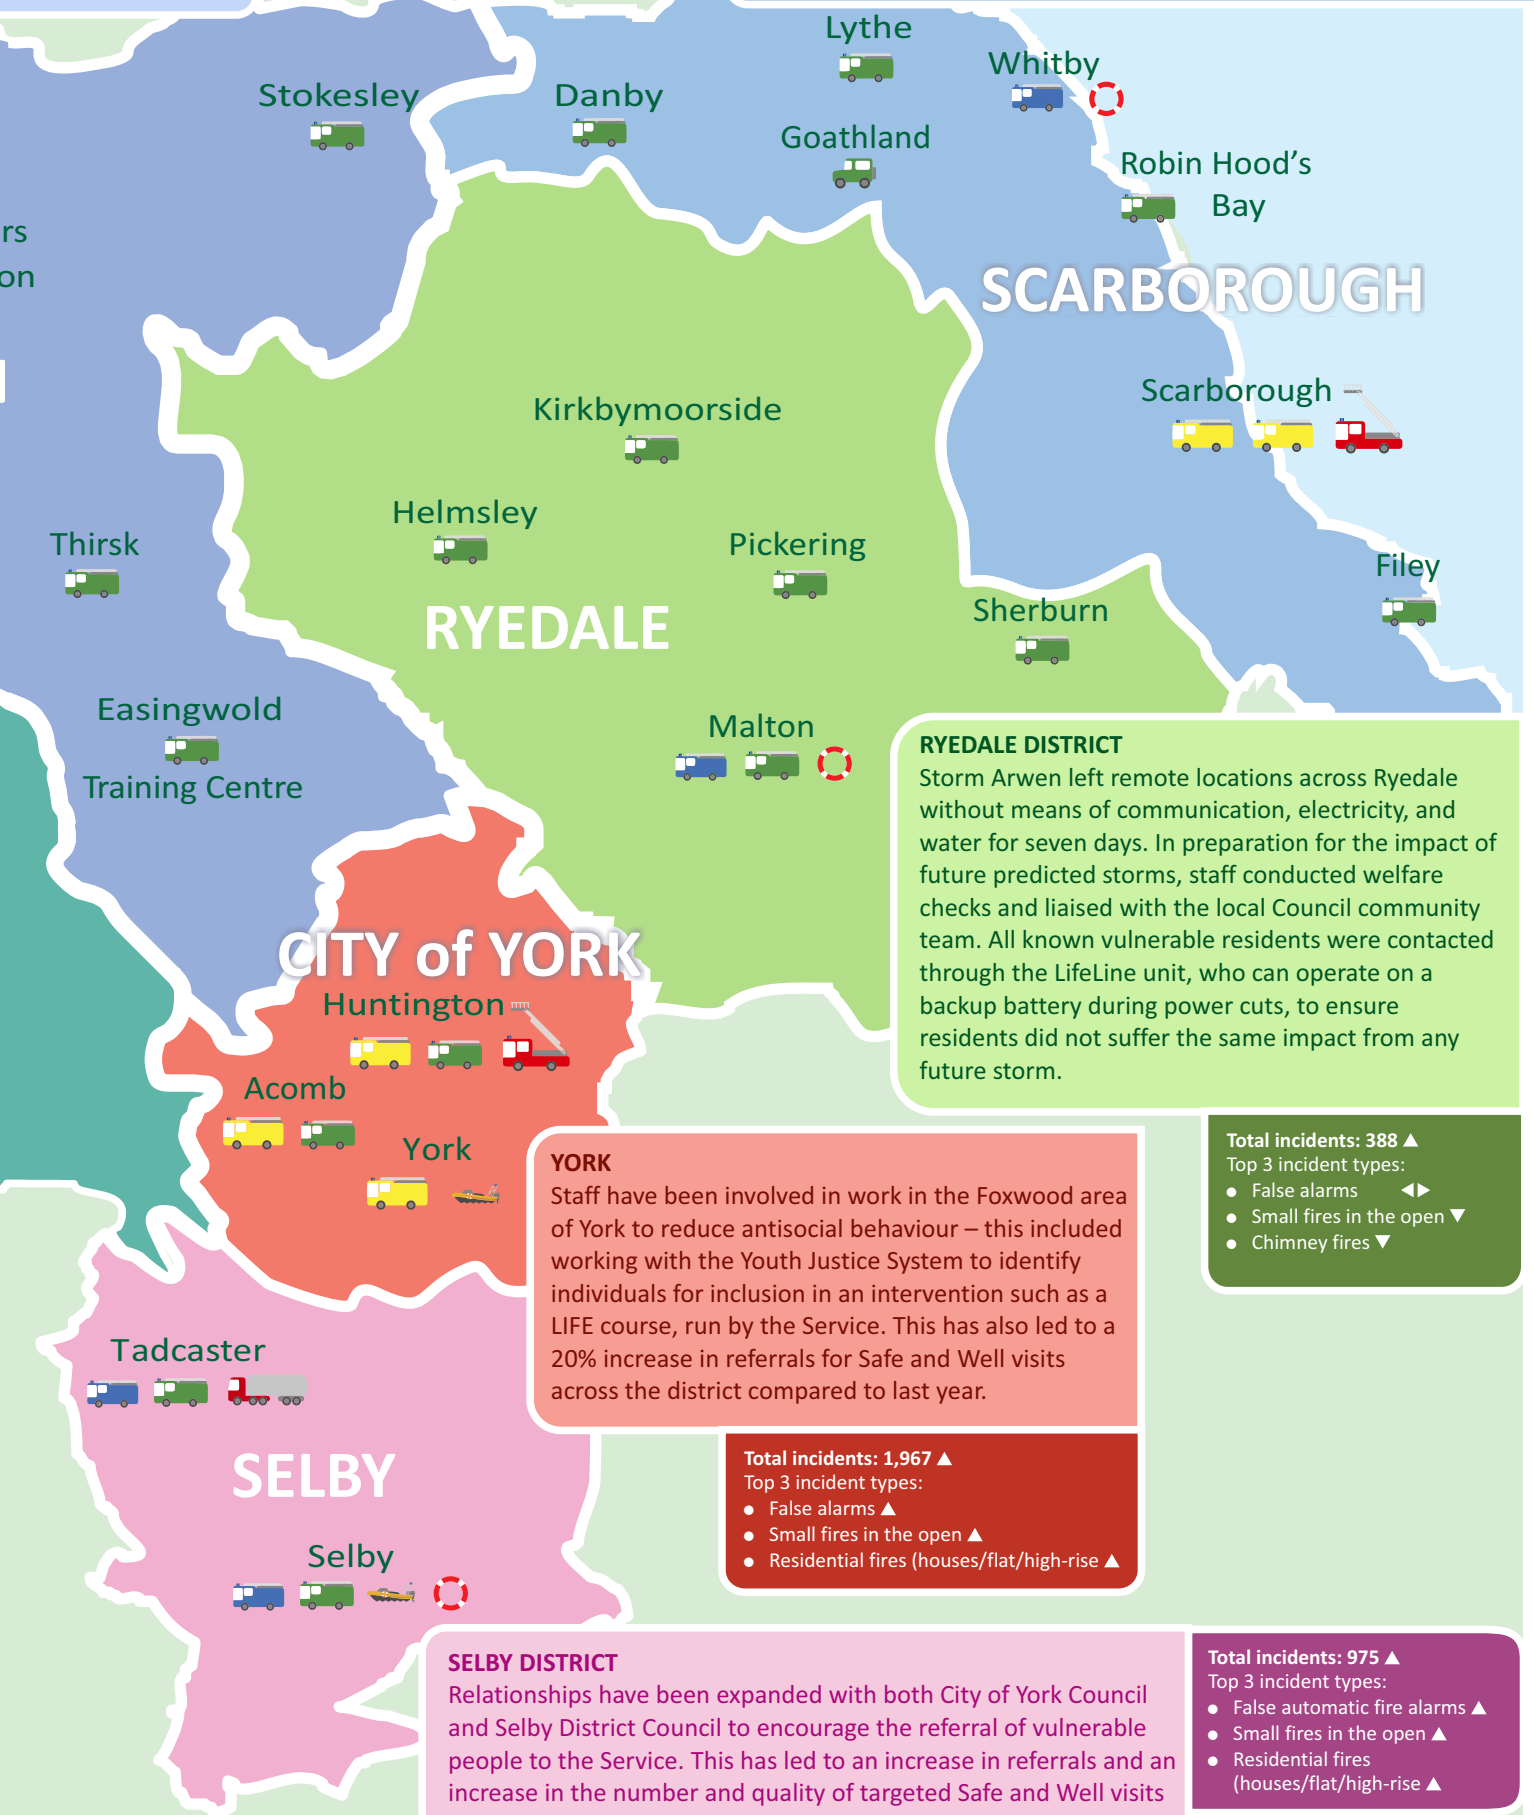 Lythe
Whitby
Stokesley
Danby
Goathland
Robin Hood’s
Bay
rs
on
SCARBOROUGH
Scarborough
Kirkbymoorside
Helmsley
Thirsk
Pickering
Filey
Sherburn
RYEDALE
Easingwold
Training Centre
Malton
RYEDALE DISTRICT
Storm Arwen left remote locations across Ryedale
without means of communication, electricity, and
water for seven days. In preparation for the impact of
future predicted storms, staff conducted welfare
checks and liaised with the local Council community
team. All known vulnerable residents were contacted
through the LifeLine unit, who can operate on a
backup battery during power cuts, to ensure
residents did not suffer the same impact from any
future storm.
Total incidents: 388 ▲
Top 3 incident types:
● False alarms ◀▶
● Small fires in the open ▼
● Chimney fires ▼
CITY of YORK
Huntington
Acomb
York
YORK
Staff have been involved in work in the Foxwood area
of York to reduce antisocial behaviour – this included
working with the Youth Justice System to identify
individuals for inclusion in an intervention such as a
LIFE course, run by the Service. This has also led to a
20% increase in referrals for Safe and Well visits
across the district compared to last year.
Total incidents: 1,967 ▲
Top 3 incident types:
● False alarms ▲
● Small fires in the open ▲
● Residential fires (houses/flat/high-rise ▲
Tadcaster
SELBY
Selby
SELBY DISTRICT
Relationships have been expanded with both City of York Council
and Selby District Council to encourage the referral of vulnerable
people to the Service. This has led to an increase in referrals and an
increase in the number and quality of targeted Safe and Well visits
Total incidents: 975 ▲
Top 3 incident types:
● False automatic fire alarms ▲
● Small fires in the open ▲
● Residential fires
(houses/flat/high-rise ▲